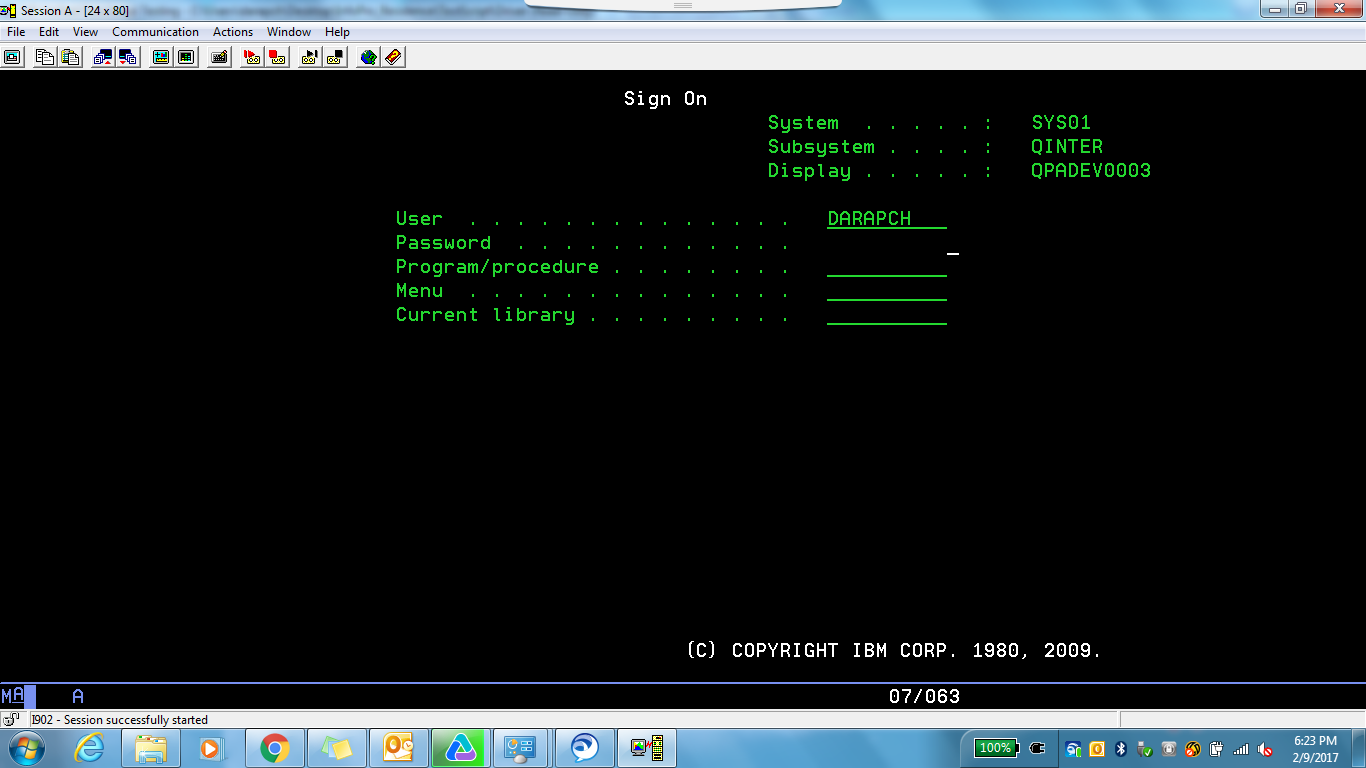 Session A - [24 x 80]
File Edit View Communication Actions Window Help
Sign On
System . . . . . : SYS01
Subsystem . . . . : QINTER
Display . . . . . : QPADEV0003
User . . . . . . . . . . . . . . DARAPCH
Password . . . . . . . . . . . .
Program/procedure . . . . . . . .
Menu . . . . . . . . . . . . . .
Current library . . . . . . . . .
(C) COPYRIGHT IBM CORP. 1980, 2009.
MA A 07/063
I902 - Session successfully started
100% 6:23 PM
2/9/2017